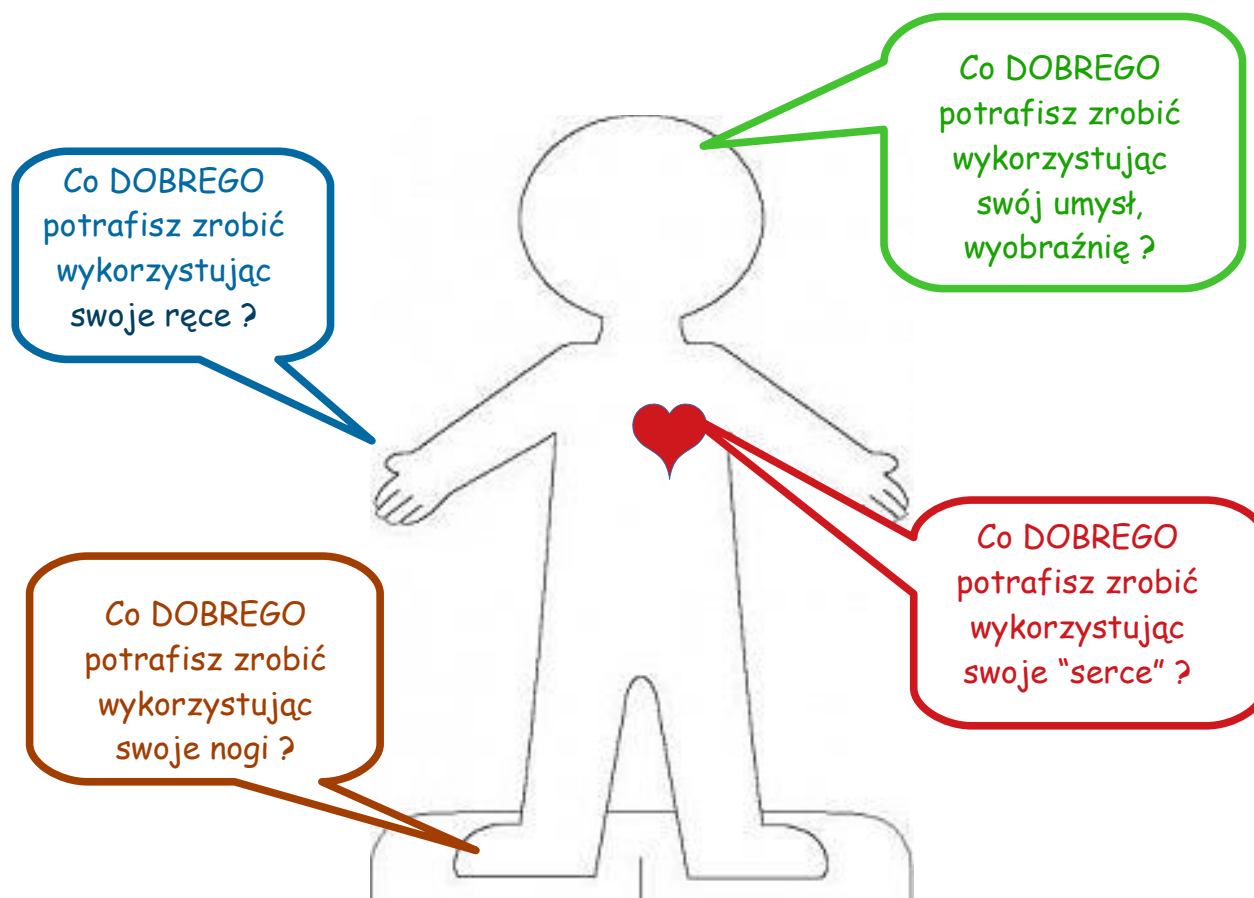 Co DOBREGO
potrafisz zrobić
wykorzystując
swój umysł,
wyobraźnię ?
Co DOBREGO
potrafisz zrobić
wykorzystując
swoje ręce ?
Co DOBREGO
potrafisz zrobić
wykorzystując
swoje “serce” ?
Co DOBREGO
potrafisz zrobić
wykorzystując
swoje nogi ?